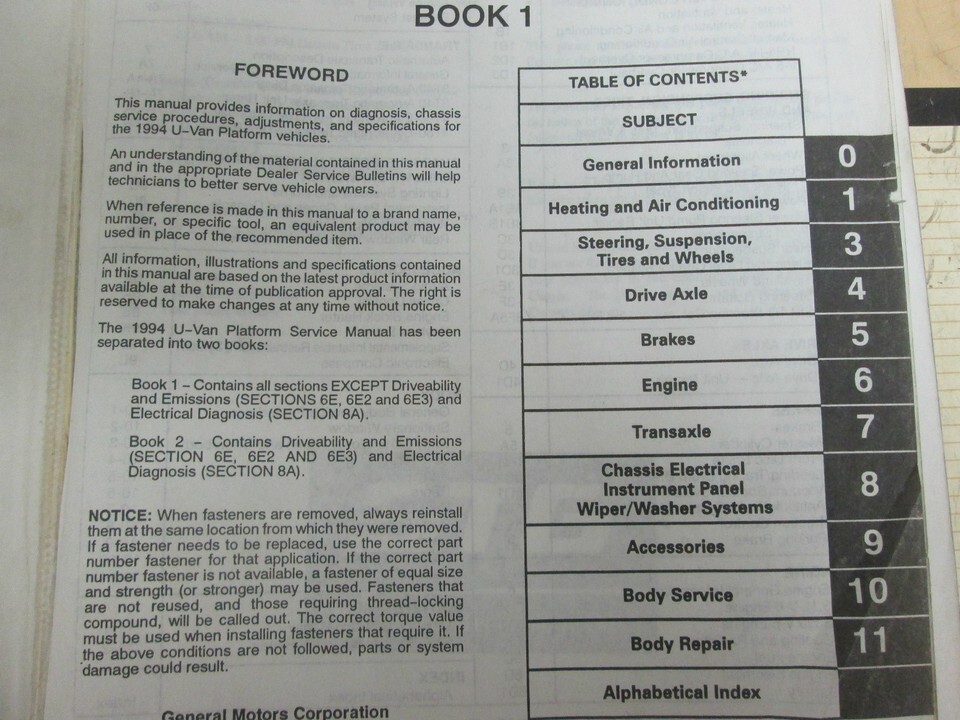 BOOK 1
FOREWORD
This manual provides information on diagnosis, chassis
service procedures, adjustments, and specifications for
the 1994 U-Van Platform vehicles.
An understanding of the material contained in this manual
and in the appropriate Dealer Service Bulletins will help
technicians to better serve vehicle owners.
When reference is made in this manual to a brand name,
number, or specific tool, an equivalent product may be
used in place of the recommended item.
All information, illustrations and specifications contained
in this manual are based on the latest product information
available at the time of publication approval. The right is
reserved to make changes at any time without notice.
The 1994 U-Van Platform Service Manual has been
separated into two books:
Book 1 – Contains all sections EXCEPT Driveability
and Emissions (SECTIONS 6E, 6E2 and 6E3) and
Electrical Diagnosis (SECTION 8A).
Book 2 – Contains Driveability and Emissions
(SECTION 6E, 6E2 AND 6E3) and Electrical
Diagnosis (SECTION 8A).
NOTICE: When fasteners are removed, always reinstall
them at the same location from which they were removed.
If a fastener needs to be replaced, use the correct part
number fastener for that application. If the correct part
number fastener is not available, a fastener of equal size
and strength (or stronger) may be used. Fasteners that
are not reused, and those requiring thread-locking
compound, will be called out. The correct torque value
must be used when installing fasteners that require it. If
the above conditions are not followed, parts or system
damage could result.
General Motors Corporation
TABLE OF CONTENTS*
SUBJECT
General Information 0
Heating and Air Conditioning 1
Steering, Suspension,
Tires and Wheels 3
Drive Axle 4
Brakes 5
Engine 6
Transaxle 7
Chassis Electrical
Instrument Panel 8
Wiper/Washer Systems
Accessories 9
Body Service 10
Body Repair 11
Alphabetical Index